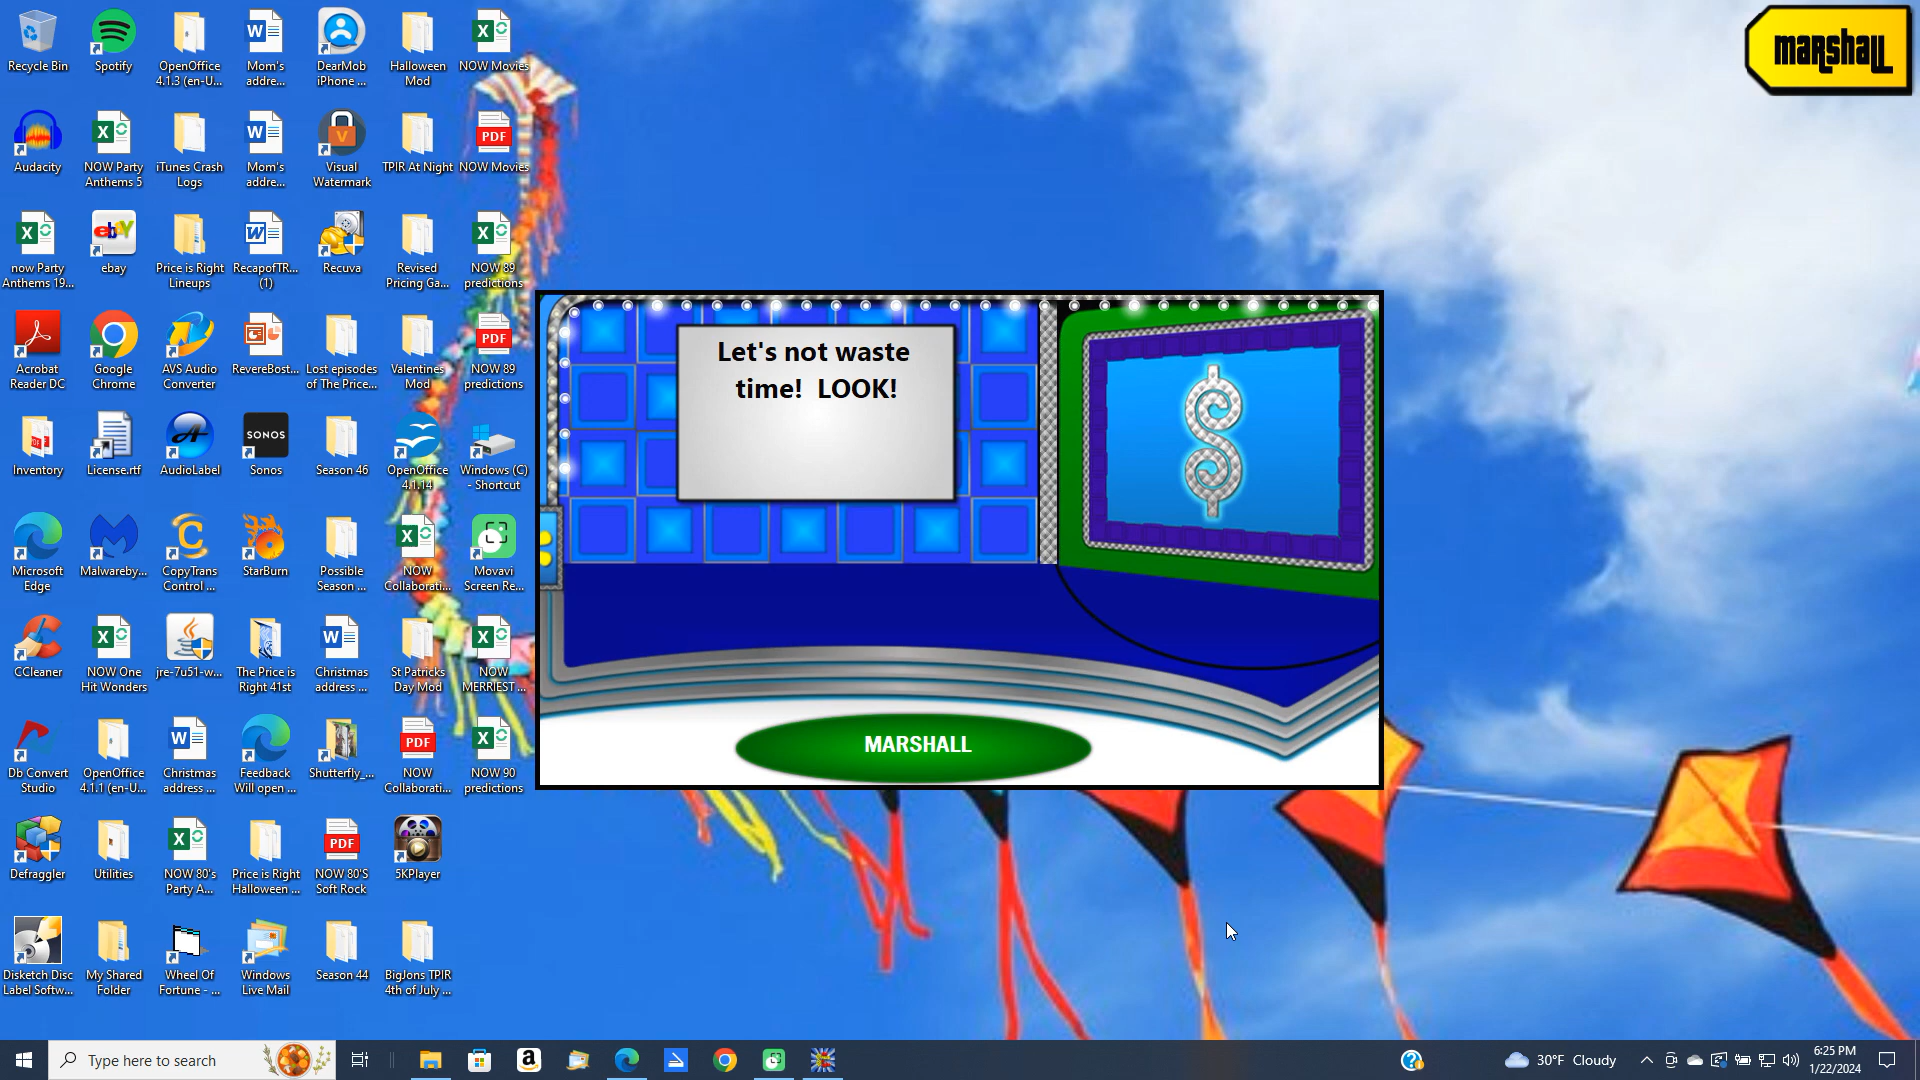 Recycle Bin
Spotify
OpenOffice
4.1.3 (en-U...
Mom's
addre...
DearMob
iPhone ...
Halloween
Mod
NOW Movies
Audacity
NOW Party
Anthems 5
iTunes Crash
Logs
Mom's
addre...
Visual
Watermark
TPIR At Night
PDF
NOW Movies
now Party
Anthems 19...
ebay
ebay
Price is Right
Lineups
RecapofTR...
(1)
Recuva
Revised
Pricing Ga...
NOW 89
predictions
Acrobat
Reader DC
Google
Chrome
AVS Audio
Converter
RevereBost...
Lost episodes
of The Price...
Valentines
Mod
PDF
NOW 89
predictions
Inventory
License.rtf
AudioLabel
SONOS
Sonos
Season 46
OpenOffice
4.1.14
Windows (C)
- Shortcut
Microsoft
Edge
Malwareby...
CopyTrans
Control ...
StarBurn
Possible
Season ...
NOW
Collaborati...
Movavi
Screen Re...
CCleaner
NOW One
Hit Wonders
jre-7u51-w...
The Price is
Right 41st
Christmas
address ...
St Patricks
Day Mod
NOW
MERRIEST ...
Db Convert
Studio
OpenOffice
4.1.1 (en-U...
Christmas
address ...
Feedback
Will open ...
Shutterfly_...
PDF
NOW
Collaborati...
NOW 90
predictions
Defraggler
Utilities
NOW 80's
Party A...
Price is Right
Halloween ...
PDF
NOW 80'S
Soft Rock
5KPlayer
Disketch Disc
Label Softw...
My Shared
Folder
Wheel Of
Fortune - ...
Windows
Live Mail
Season 44
BigJons TPIR
4th of July ...
marshall
Let's not waste
time!  LOOK!
MARSHALL
Type here to search
30°F Cloudy
6:25 PM
1/22/2024